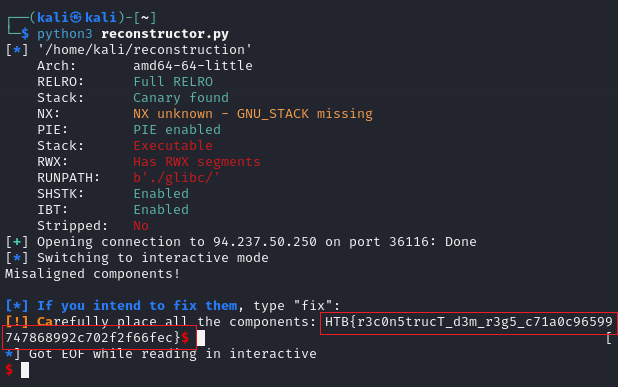 ┌──(kali㉿kali)-[~]
└─$ python3 reconstructor.py
[*] '/home/kali/reconstruction'
Arch: amd64-64-little
RELRO: Full RELRO
Stack: Canary found
NX: NX unknown - GNU_STACK missing
PIE: PIE enabled
Stack: Executable
RWX: Has RWX segments
RUNPATH: b'./glibc/'
SHSTK: Enabled
IBT: Enabled
Stripped: No
[+] Opening connection to 94.237.50.250 on port 36116: Done
[*] Switching to interactive mode
Misaligned components!
[*] If you intend to fix them, type "fix":
[!] Carefully place all the components: HTB{r3c0n5trucT_d3m_r3g5_c71a0c96599
747868992c702f2f66fec}$ [
*] Got EOF while reading in interactive
$